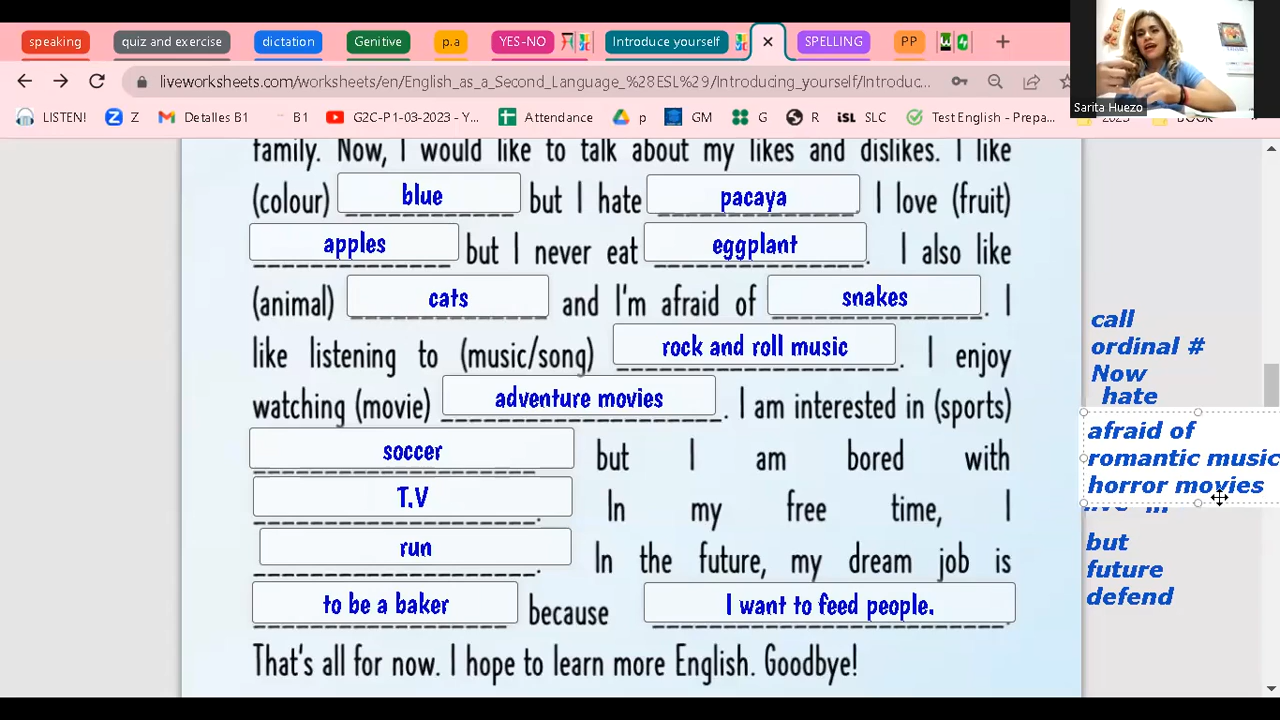 speaking quiz and exercise dictation Genitive p.a YES-NO Introduce yourself SPELLING PP
liveworksheets.com/worksheets/en/English_as_a_Second_Language_%28ESL%29/Introducing_yourself/Introduc...
Sarita Huezo
LISTEN! Z Detalles B1 B1 G2C-P1-03-2023 - Y... Attendance p GM G R SLC Test English - Prepa... 2023 BOOK
family. Now, I would like to talk about my likes and dislikes. I like
(colour) blue but I hate pacaya. I love (fruit)
apples but I never eat eggplant. I also like
(animal) cats and I'm afraid of snakes. I
like listening to (music/song) rock and roll music. I enjoy
watching (movie) adventure movies. I am interested in (sports)
soccer but I am bored with
T.V. In my free time, I
run. In the future, my dream job is
to be a baker because I want to feed people.
That's all for now. I hope to learn more English. Goodbye!
call
ordinal #
Now
hate
afraid of
romantic music
horror movies
live in
but
future
defend